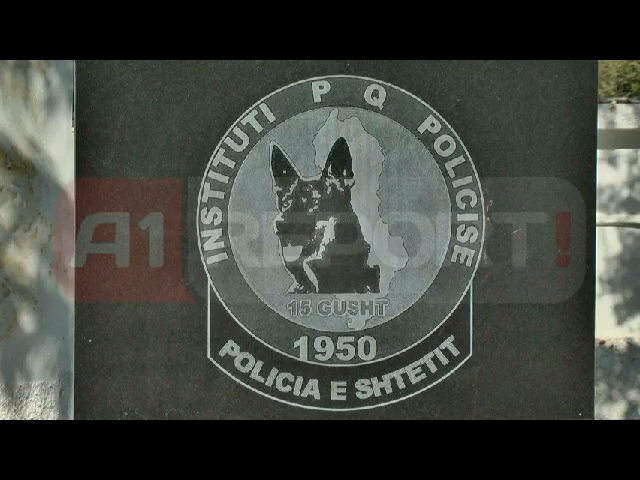 INSTITUTI P Q POLICISE
A1 REPORT!
15 GUSHT
1950
POLICIA E SHTETIT